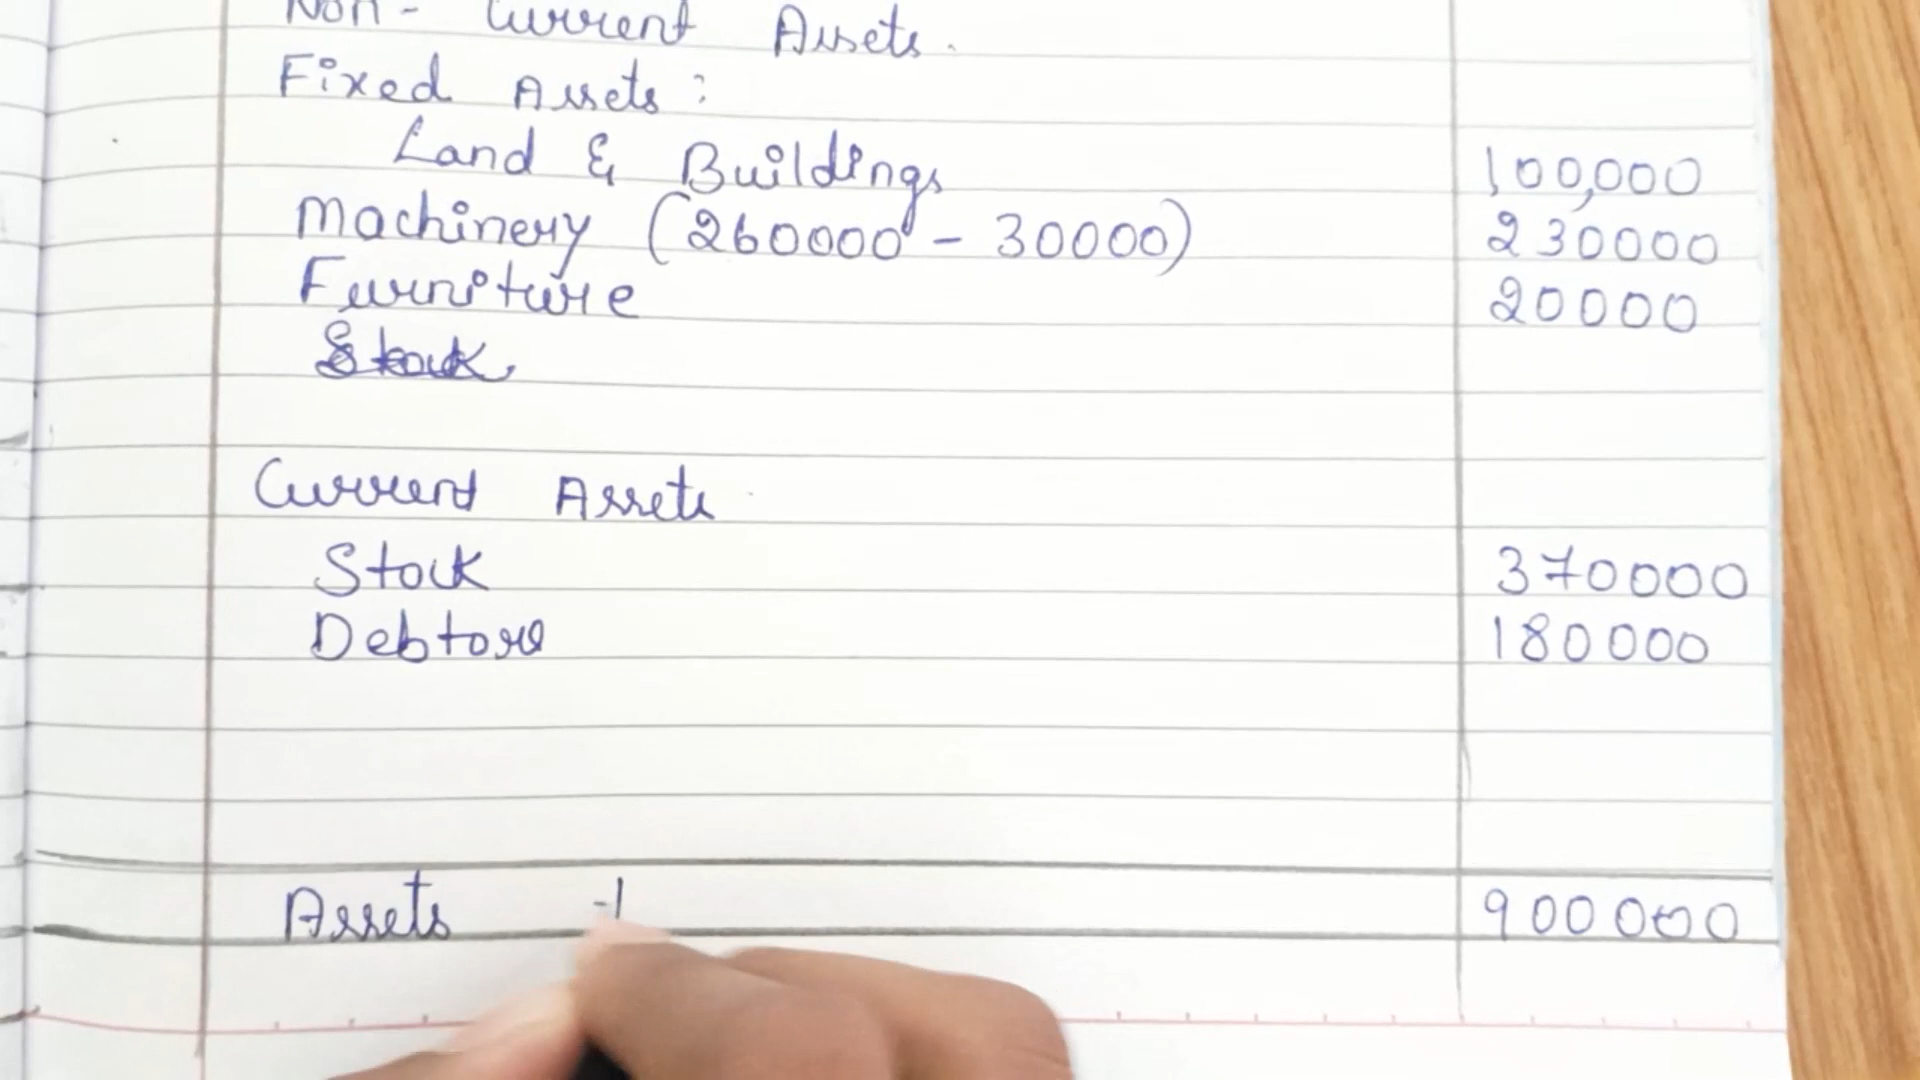 Non - Current Assets.
Fixed Assets :
Land & Buildings 100,000
Machinery (260000 - 30000) 230000
Furniture 20000
Stock
Current Assets
Stock 370000
Debtors 180000
Assets 900000